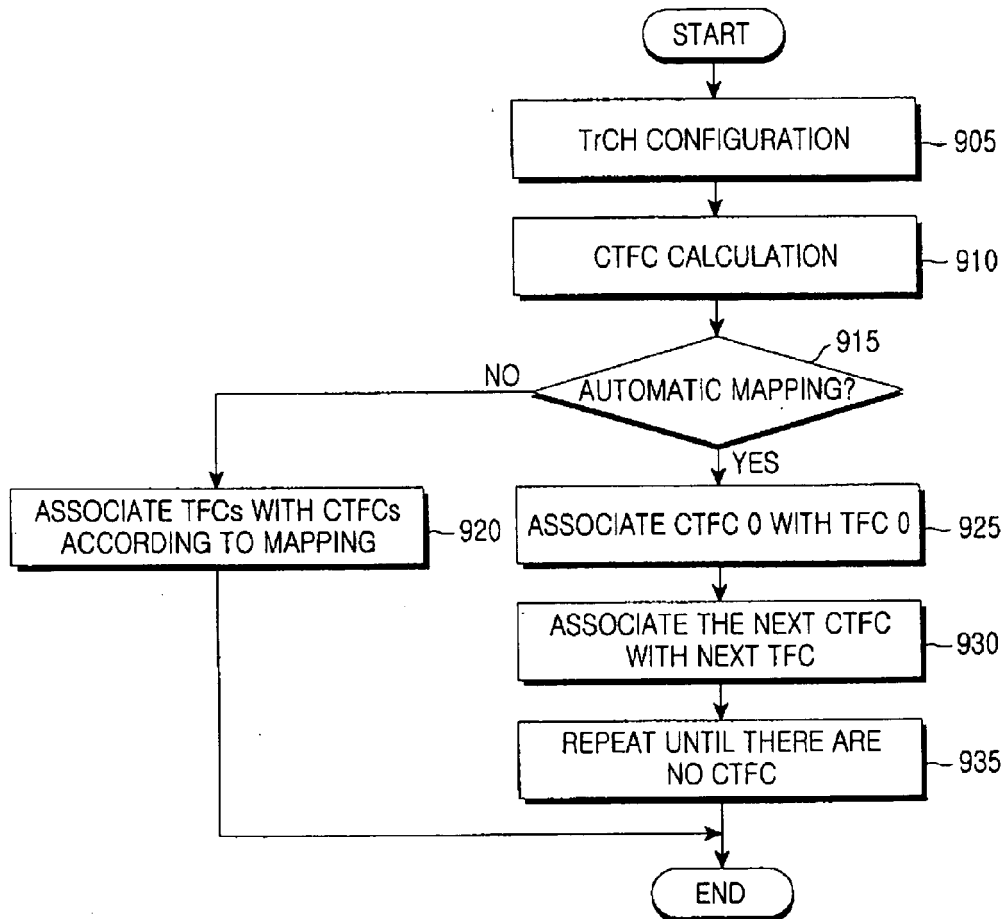 START
TrCH CONFIGURATION
905
CTFC CALCULATION
910
915
AUTOMATIC MAPPING?
NO
YES
ASSOCIATE TFCs WITH CTFCs
ACCORDING TO MAPPING
920
ASSOCIATE CTFC 0 WITH TFC 0
925
ASSOCIATE THE NEXT CTFC
WITH NEXT TFC
930
REPEAT UNTIL THERE ARE
NO CTFC
935
END